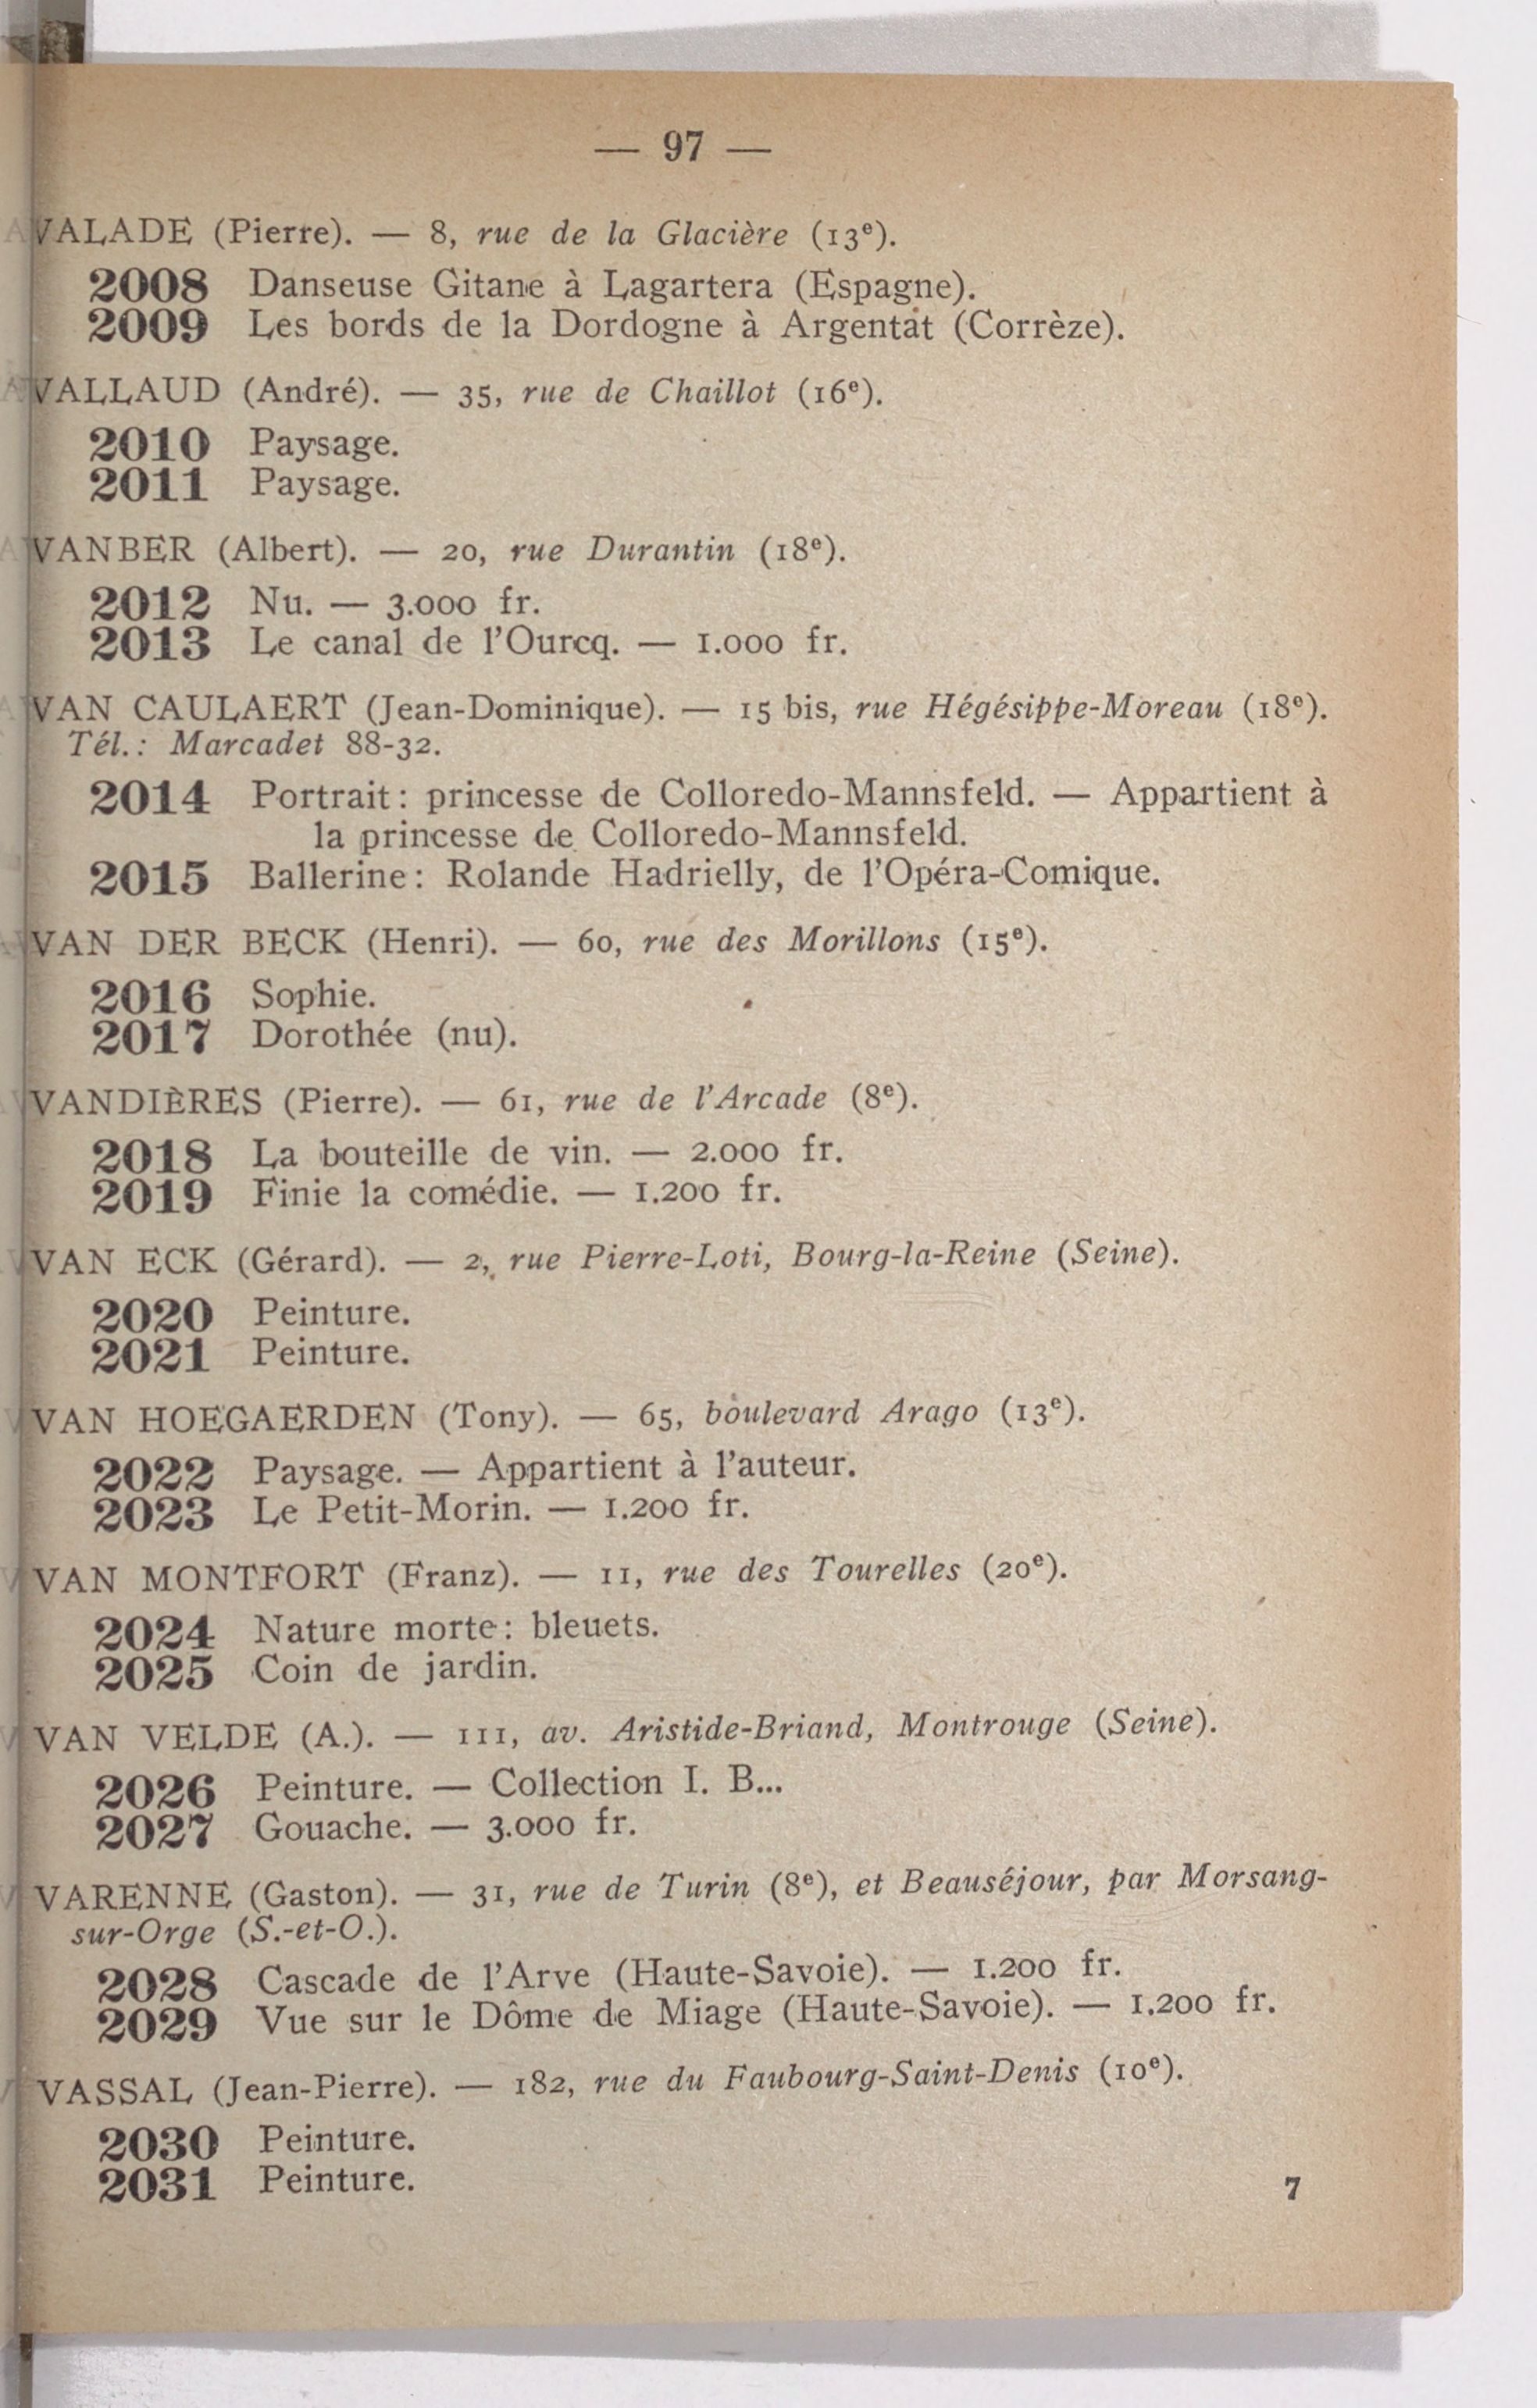 — 97 —
VALADE (Pierre). — 8, rue de la Glacière (13e).
2008 Danseuse Gitane à Lagartera (Espagne).
2009 Les bords de la Dordogne à Argentat (Corrèze).
VALLAUD (André). — 35, rue de Chaillot (16e).
2010 Paysage.
2011 Paysage.
VANBER (Albert). — 20, rue Durantin (18e).
2012 Nu. — 3.000 fr.
2013 Le canal de l'Ourcq. — 1.000 fr.
VAN CAULAERT (Jean-Dominique). — 15 bis, rue Hégésippe-Moreau (18e).
Tél.: Marcadet 88-32.
2014 Portrait: princesse de Colloredo-Mannsfeld. — Appartient à
la princesse de Colloredo-Mannsfeld.
2015 Ballerine: Rolande Hadrielly, de l'Opéra-Comique.
VAN DER BECK (Henri). — 60, rue des Morillons (15e).
2016 Sophie.
2017 Dorothée (nu).
VANDIÈRES (Pierre). — 61, rue de l'Arcade (8e).
2018 La bouteille de vin. — 2.000 fr.
2019 Finie la comédie. — 1.200 fr.
VAN ECK (Gérard). — 2, rue Pierre-Loti, Bourg-la-Reine (Seine).
2020 Peinture.
2021 Peinture.
VAN HOEGAERDEN (Tony). — 65, boulevard Arago (13e).
2022 Paysage. — Appartient à l'auteur.
2023 Le Petit-Morin. — 1.200 fr.
VAN MONTFORT (Franz). — 11, rue des Tourelles (20e).
2024 Nature morte: bleuets.
2025 Coin de jardin.
VAN VELDE (A.). — 111, av. Aristide-Briand, Montrouge (Seine).
2026 Peinture. — Collection I. B...
2027 Gouache. — 3.000 fr.
VARENNE (Gaston). — 31, rue de Turin (8e), et Beauséjour, par Morsang-
sur-Orge (S.-et-O.).
2028 Cascade de l'Arve (Haute-Savoie). — 1.200 fr.
2029 Vue sur le Dôme de Miage (Haute-Savoie). — 1.200 fr.
VASSAL (Jean-Pierre). — 182, rue du Faubourg-Saint-Denis (10e).
2030 Peinture.
2031 Peinture.
7